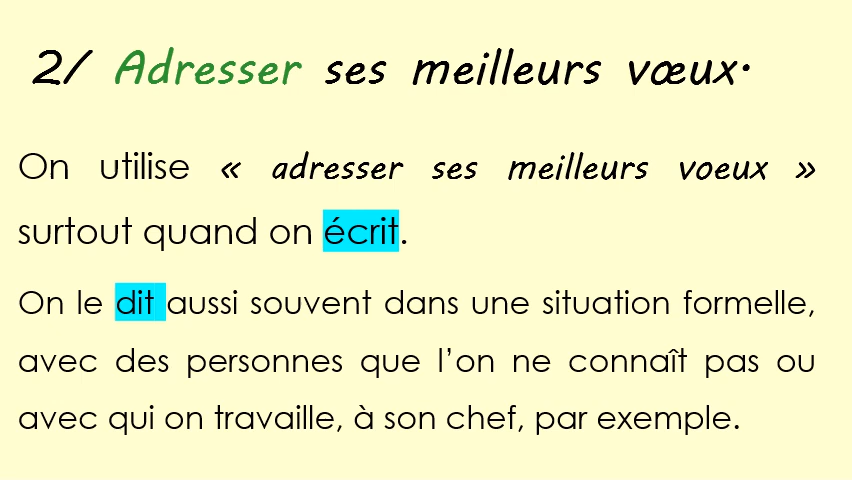 2/ Adresser ses meilleurs vœux.
On utilise « adresser ses meilleurs voeux »
surtout quand on écrit.
On le dit aussi souvent dans une situation formelle,
avec des personnes que l’on ne connaît pas ou
avec qui on travaille, à son chef, par exemple.